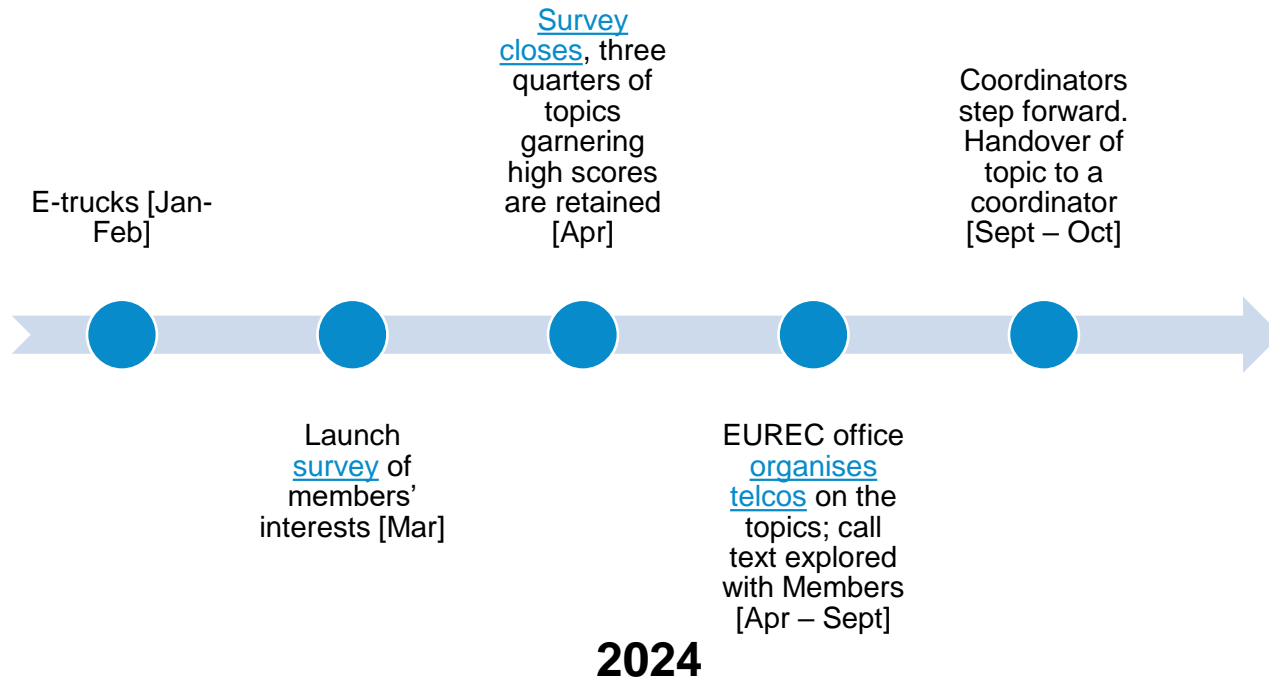 E-trucks [Jan-
Feb]
Launch
survey of
members’
interests [Mar]
Survey
closes, three
quarters of
topics
garnering
high scores
are retained
[Apr]
EUREC office
organises
telcos on the
topics; call
text explored
with Members
[Apr – Sept]
Coordinators
step forward.
Handover of
topic to a
coordinator
[Sept – Oct]
2024